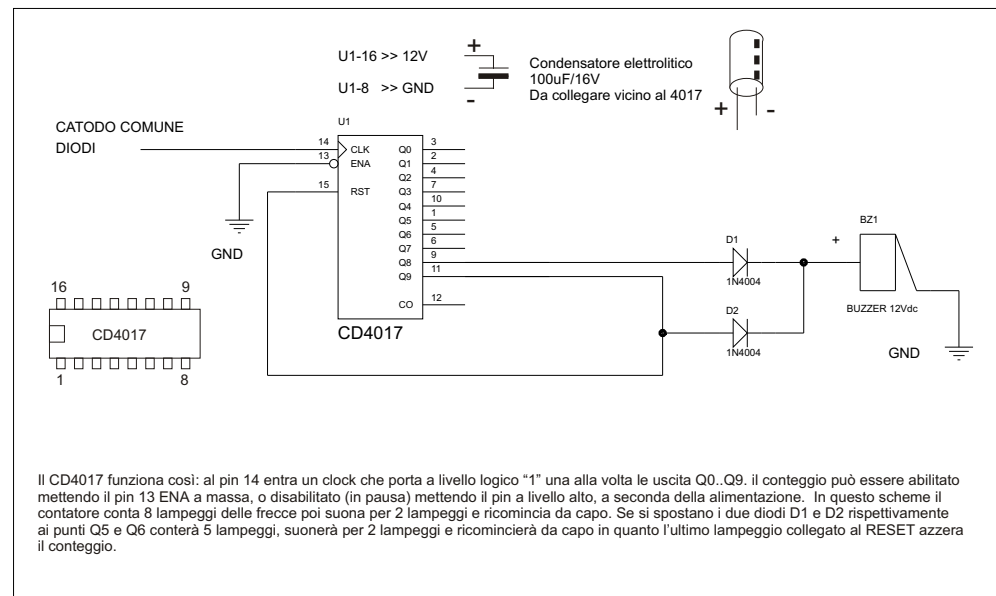 U1-16 >> 12V
U1-8 >> GND
+
-
Condensatore elettrolitico
100uF/16V
Da collegare vicino al 4017
+ -
CATODO COMUNE
DIODI
U1
14 CLK
13 ENA
15 RST
Q0 3
Q1 2
Q2 4
Q3 7
Q4 10
Q5 1
Q6 5
Q7 6
Q8 9
Q9 11
CO 12
CD4017
GND
16 9
CD4017
1 8
D1
1N4004
D2
1N4004
BZ1
+
BUZZER 12Vdc
GND
Il CD4017 funziona così: al pin 14 entra un clock che porta a livello logico “1” una alla volta le uscita Q0..Q9. il conteggio può essere abilitato
mettendo il pin 13 ENA a massa, o disabilitato (in pausa) mettendo il pin a livello alto, a seconda della alimentazione. In questo scheme il
contatore conta 8 lampeggi delle frecce poi suona per 2 lampeggi e ricomincia da capo. Se si spostano i due diodi D1 e D2 rispettivamente
ai punti Q5 e Q6 conterà 5 lampeggi, suonerà per 2 lampeggi e ricomincierà da capo in quanto l’ultimo lampeggio collegato al RESET azzera
il conteggio.